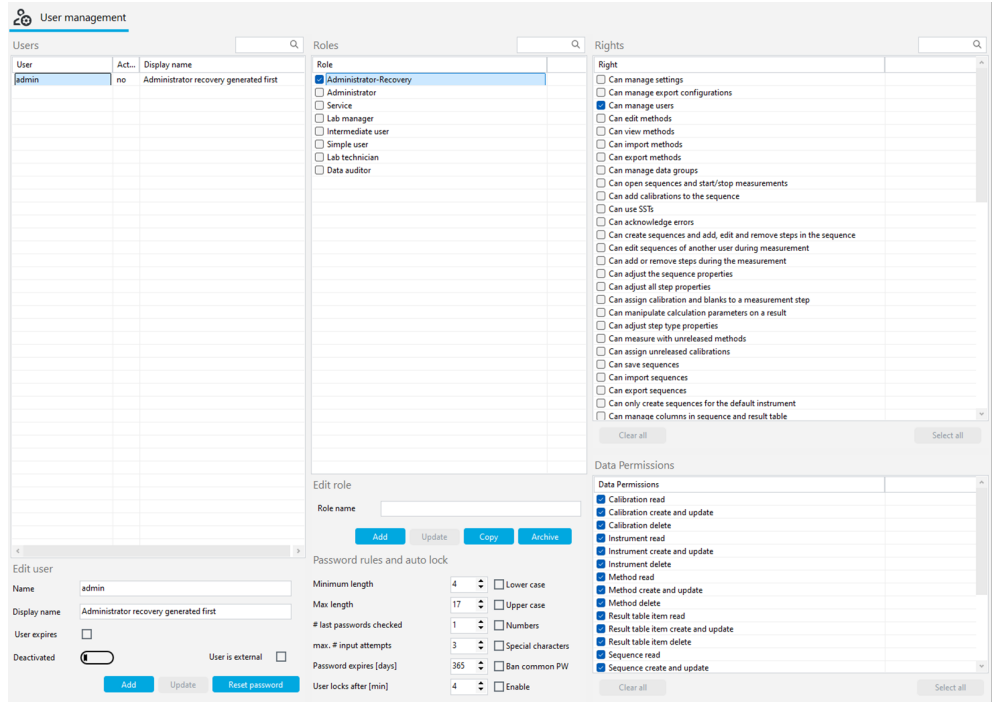 User management
Users
User Act... Display name
admin no Administrator recovery generated first
Edit user
Name admin
Display name Administrator recovery generated first
User expires
Deactivated User is external
Add Update Reset password
Roles
Role
Administrator-Recovery
Administrator
Service
Lab manager
Intermediate user
Simple user
Lab technician
Data auditor
Edit role
Role name
Add Update Copy Archive
Password rules and auto lock
Minimum length 4 Lower case
Max length 17 Upper case
# last passwords checked 1 Numbers
max. # input attempts 3 Special characters
Password expires [days] 365 Ban common PW
User locks after [min] 4 Enable
Rights
Right
Can manage settings
Can manage export configurations
Can manage users
Can edit methods
Can view methods
Can import methods
Can export methods
Can manage data groups
Can open sequences and start/stop measurements
Can add calibrations to the sequence
Can use SSTs
Can acknowledge errors
Can create sequences and add, edit and remove steps in the sequence
Can edit sequences of another user during measurement
Can add or remove steps during the measurement
Can adjust the sequence properties
Can adjust all step properties
Can assign calibration and blanks to a measurement step
Can manipulate calculation parameters on a result
Can adjust step type properties
Can measure with unreleased methods
Can assign unreleased calibrations
Can save sequences
Can import sequences
Can export sequences
Can only create sequences for the default instrument
Can manage columns in sequence and result table
Clear all Select all
Data Permissions
Data Permissions
Calibration read
Calibration create and update
Calibration delete
Instrument read
Instrument create and update
Instrument delete
Method read
Method create and update
Method delete
Result table item read
Result table item create and update
Result table item delete
Sequence read
Sequence create and update
Clear all Select all